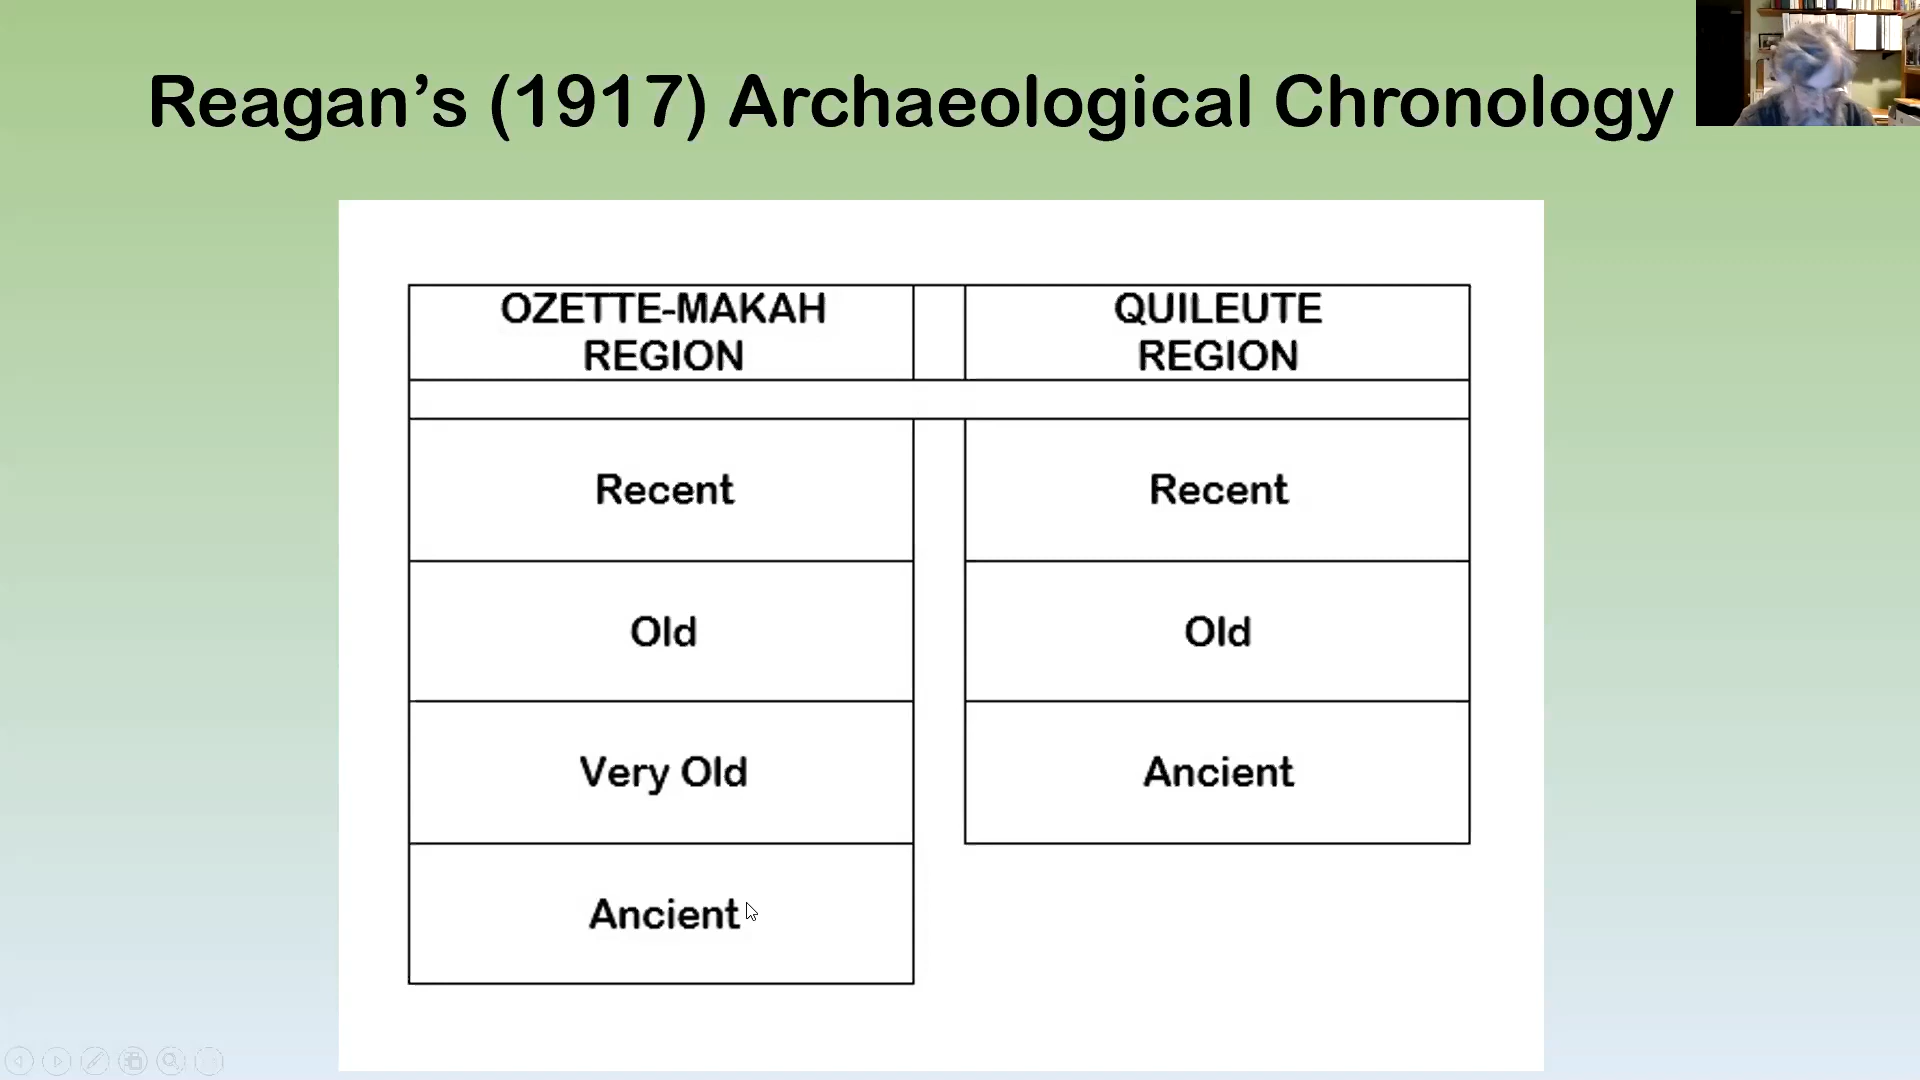 Reagan’s (1917) Archaeological Chronology
OZETTE-MAKAH
REGION
QUILEUTE
REGION
Recent
Recent
Old
Old
Very Old
Ancient
Ancient